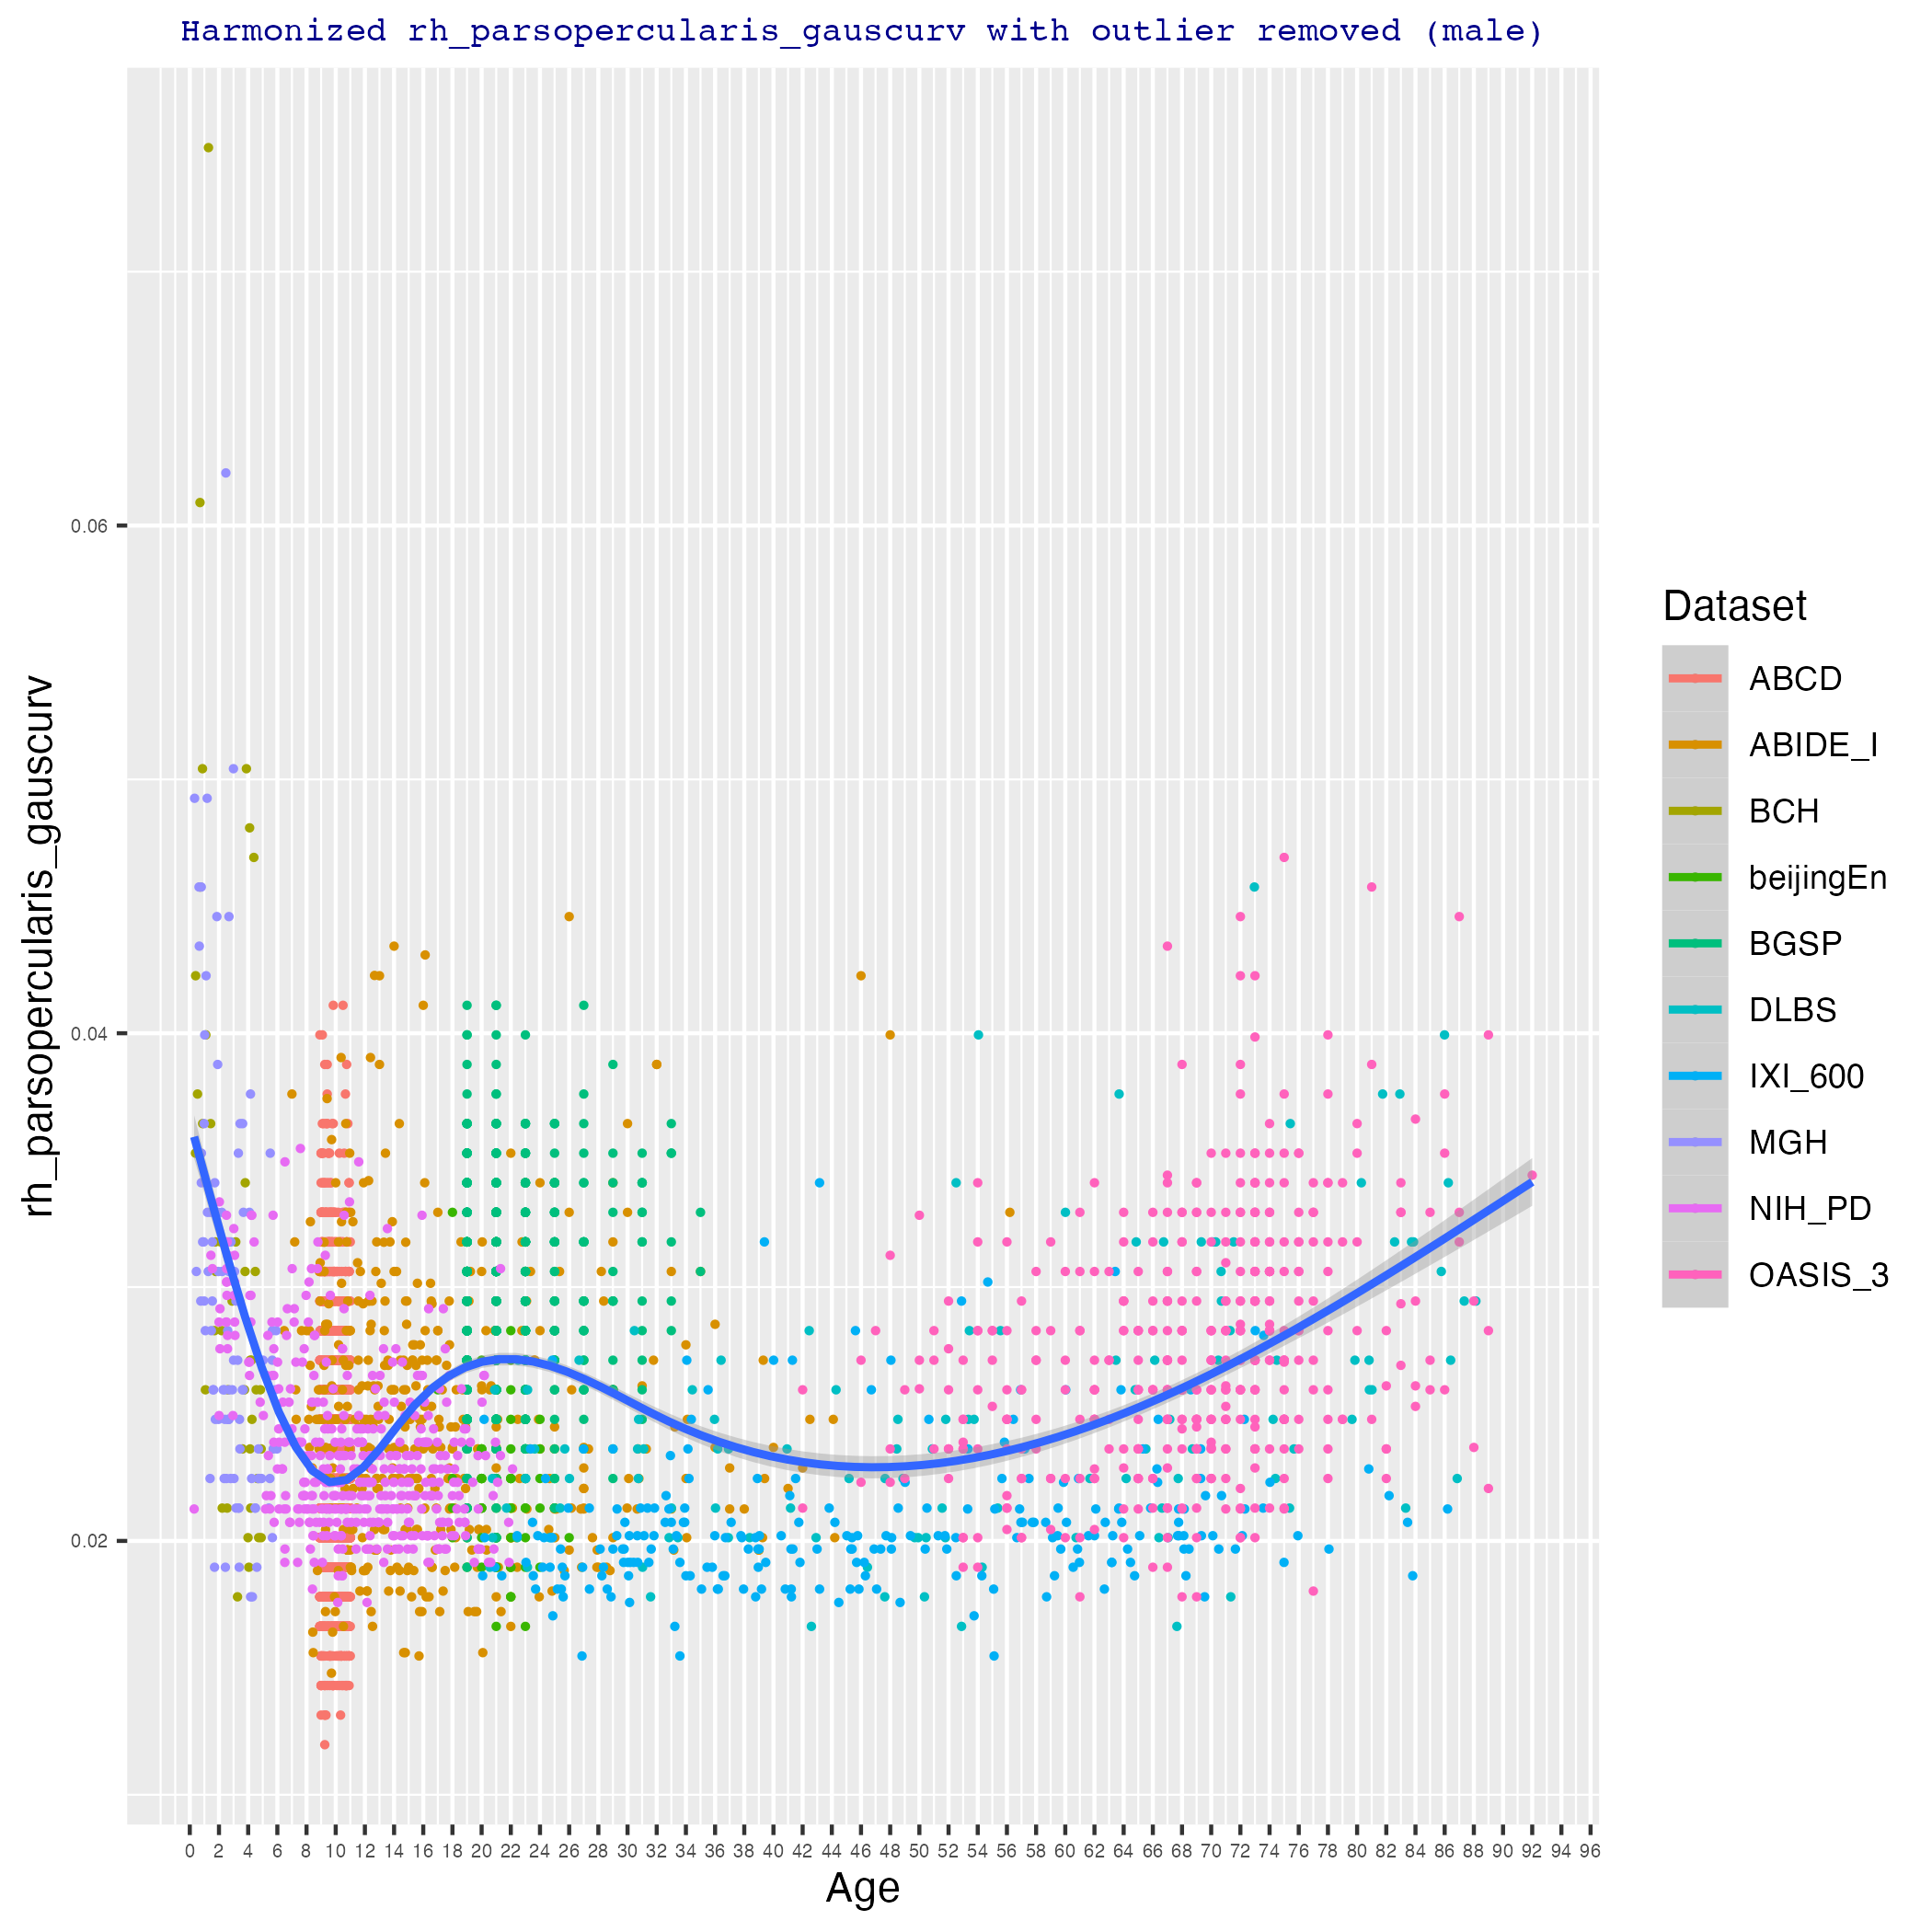 Harmonized rh_parsopercularis_gauscurv with outlier removed (male)
rh_parsopercularis_gauscurv
0.06
0.04
0.02
0 2 4 6 8 10 12 14 16 18 20 22 24 26 28 30 32 34 36 38 40 42 44 46 48 50 52 54 56 58 60 62 64 66 68 70 72 74 76 78 80 82 84 86 88 90 92 94 96
Age
Dataset
ABCD
ABIDE_I
BCH
beijingEn
BGSP
DLBS
IXI_600
MGH
NIH_PD
OASIS_3